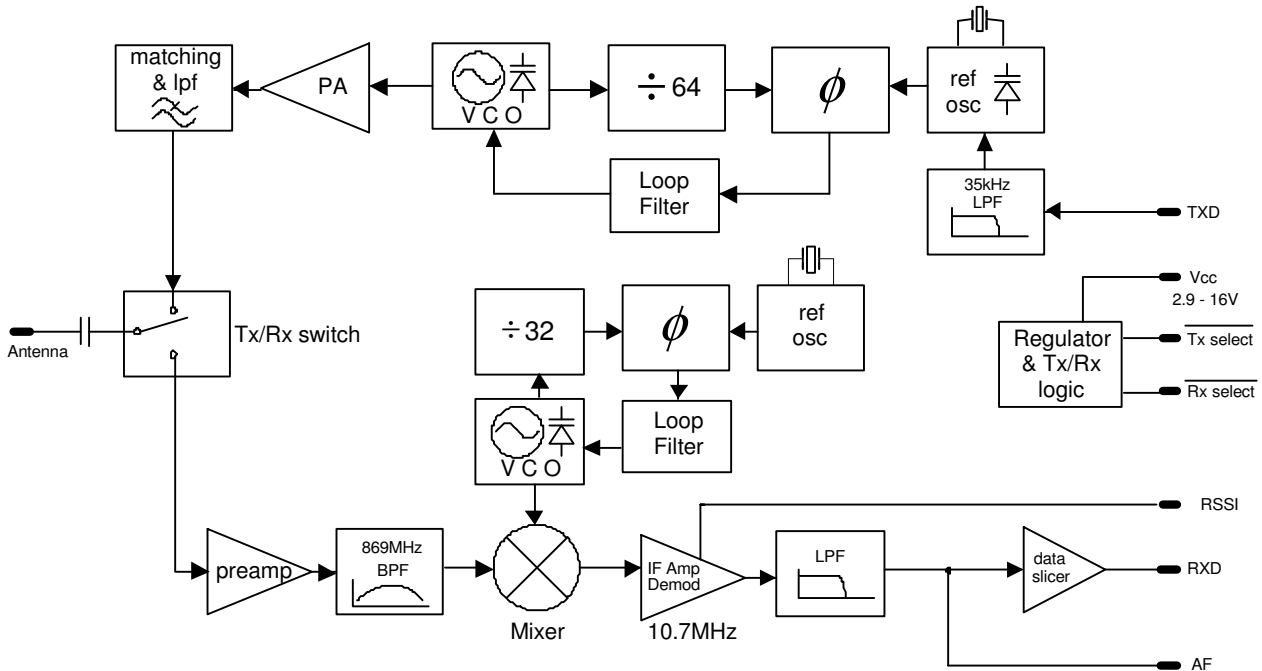 matching
& lpf
PA
V C O
÷ 64
ϕ
ref
osc
Loop
Filter
35kHz
LPF
TXD
Vcc
2.9 - 16V
Antenna
Tx/Rx switch
÷ 32
ϕ
ref
osc
Regulator
& Tx/Rx
logic
Tx select
Rx select
V C O
Loop
Filter
RSSI
preamp
869MHz
BPF
Mixer
IF Amp
Demod
10.7MHz
LPF
data
slicer
RXD
AF